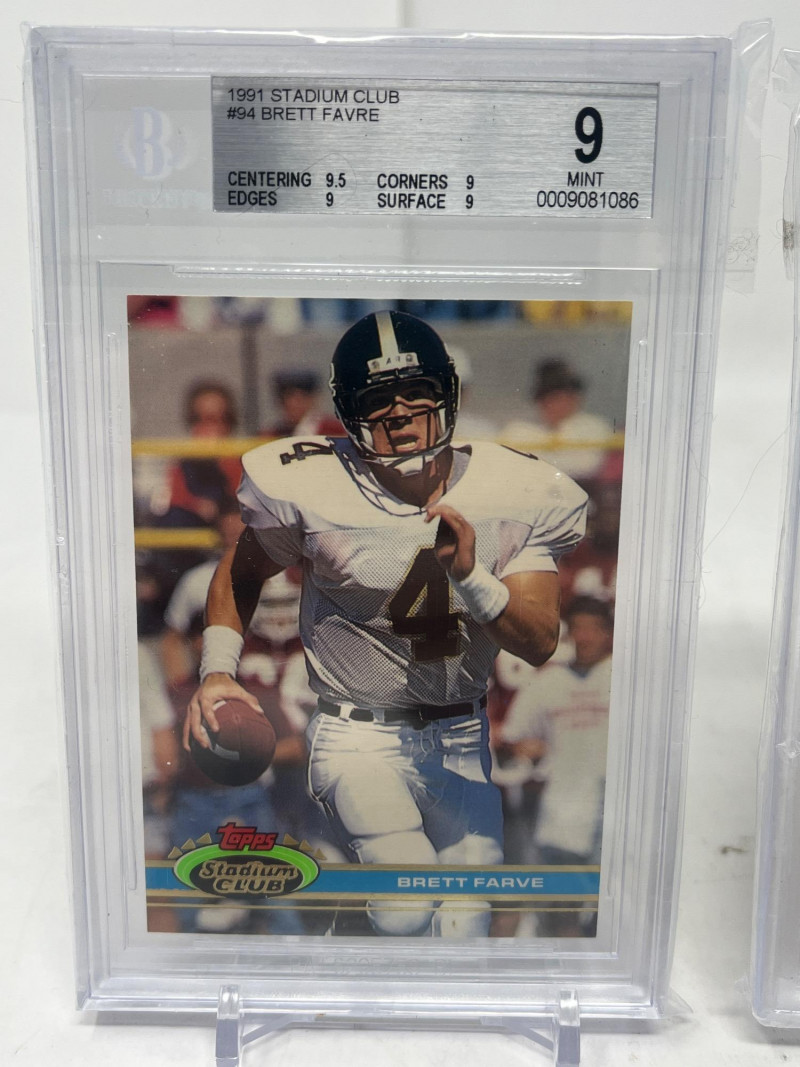 1991 STADIUM CLUB
#94 BRETT FAVRE
9
MINT
CENTERING 9.5 CORNERS 9
EDGES 9 SURFACE 9
0009081086
B
4
4
Topps
Stadium
CLUB
BRETT FARVE